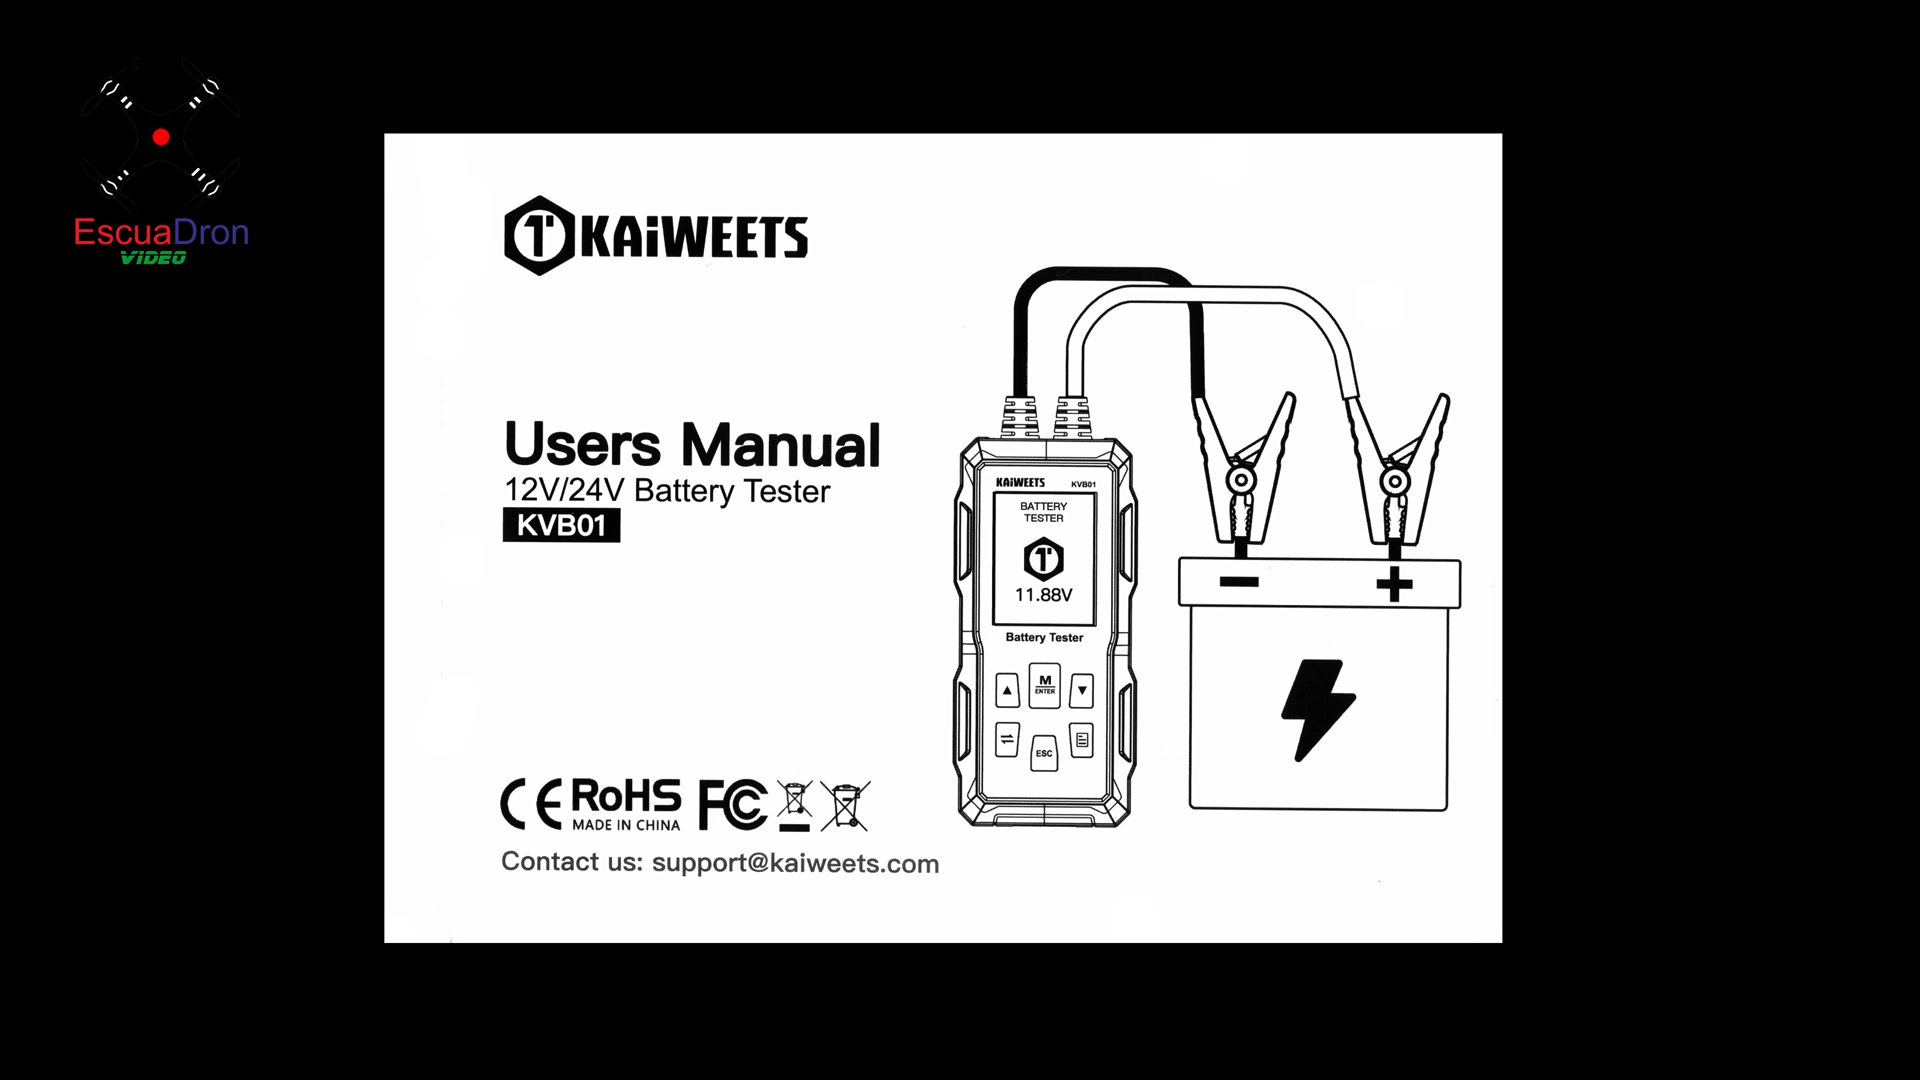 EscuaDron
VIDEO
KAiWEETS
Users Manual
12V/24V Battery Tester
KVB01
KAiWEETS KVB01
BATTERY
TESTER
11.88V
Battery Tester
M
ENTER
ESC
− +
CE RoHS FC
MADE IN CHINA
Contact us: support@kaiweets.com